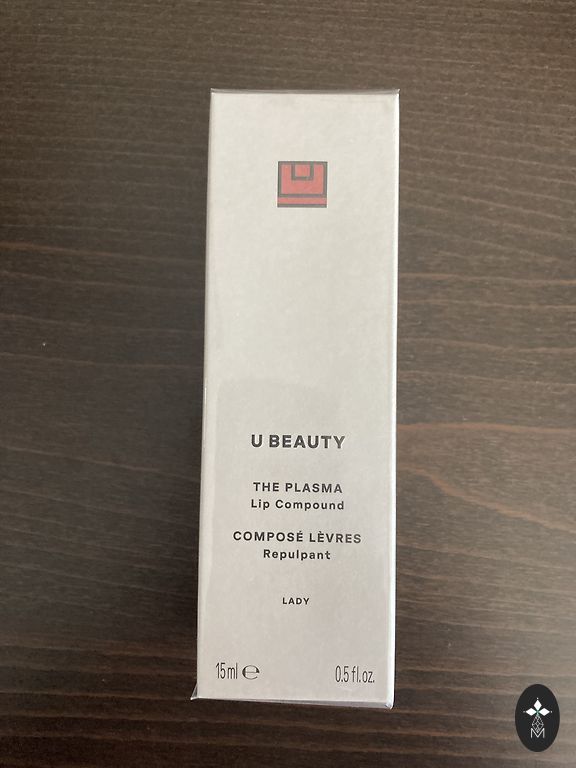 U BEAUTY
THE PLASMA
Lip Compound
COMPOSÉ LÈVRES
Repulpant
LADY
15ml ℮ 0.5 fl.oz.
M